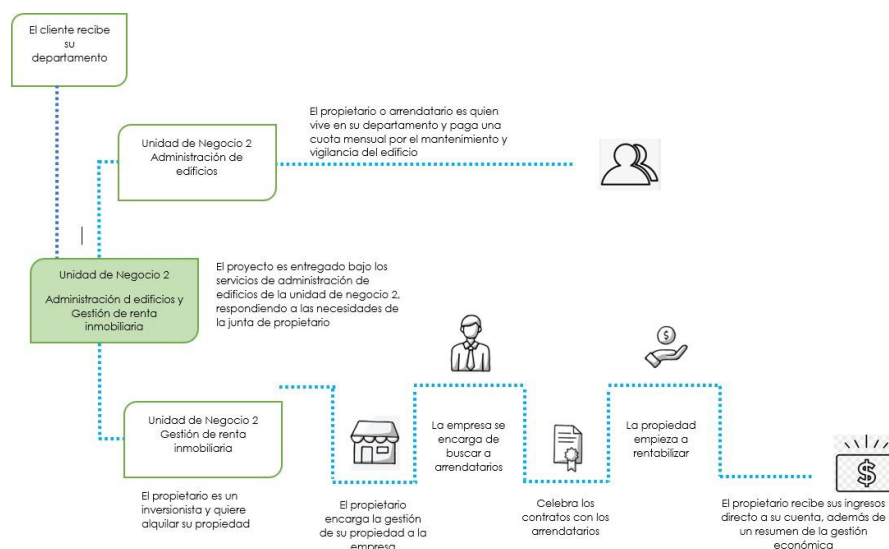 El cliente recibe
su
departamento
El propietario o arrendatario es quien
vive en su departamento y paga una
cuota mensual por el mantenimiento y
vigilancia del edificio
Unidad de Negocio 2
Administración de
edificios
Unidad de Negocio 2
Administración d edificios y
Gestión de renta
inmobiliaria
El proyecto es entregado bajo los
servicios de administración de
edificios de la unidad de negocio 2,
respondiendo a las necesidades de
la junta de propietario
Unidad de Negocio 2
Gestión de renta
inmobiliaria
El propietario es un
inversionista y quiere
alquilar su propiedad
El propietario
encarga la gestión
de su propiedad a la
empresa
La empresa se
encarga de
buscar a
arrendatarios
Celebra los
contratos con los
arrendatarios
$
La propiedad
empieza a
rentabilizar
$
El propietario recibe sus ingresos
directo a su cuenta, además de
un resumen de la gestión
económica